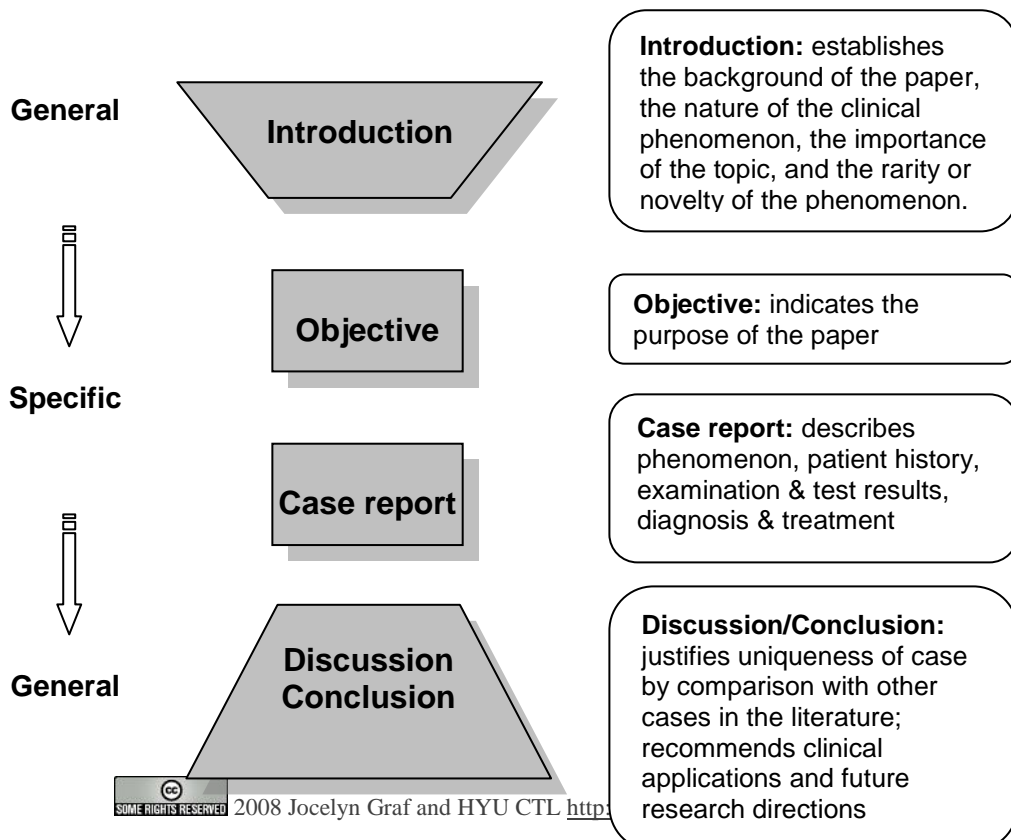 General
Introduction
Introduction: establishes
the background of the paper,
the nature of the clinical
phenomenon, the importance
of the topic, and the rarity or
novelty of the phenomenon.
Objective
Objective: indicates the
purpose of the paper
Specific
Case report
Case report: describes
phenomenon, patient history,
examination & test results,
diagnosis & treatment
General
Discussion
Conclusion
Discussion/Conclusion:
justifies uniqueness of case
by comparison with other
cases in the literature;
recommends clinical
applications and future
research directions
cc
SOME RIGHTS RESERVED 2008 Jocelyn Graf and HYU CTL http: